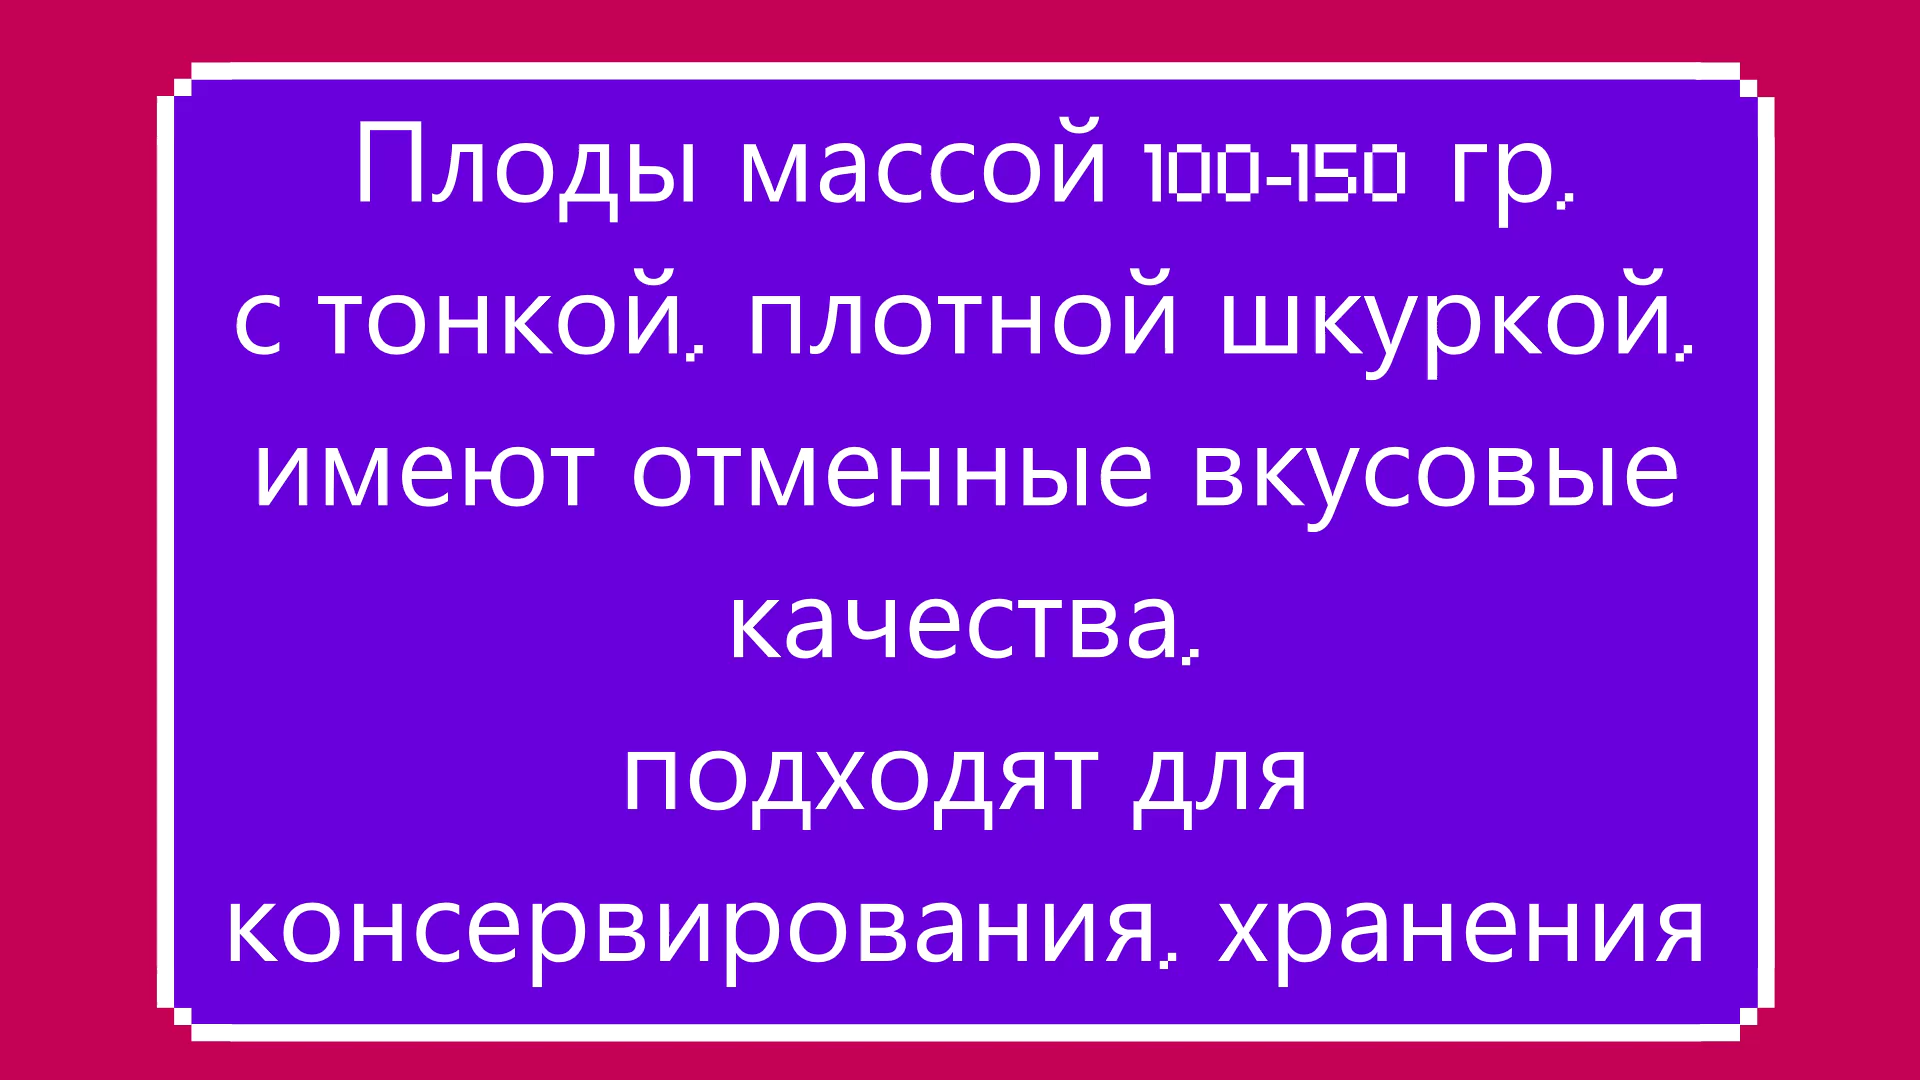 Плоды массой 100-150 гр,
с тонкой, плотной шкуркой,
имеют отменные вкусовые
качества,
подходят для
консервирования, хранения